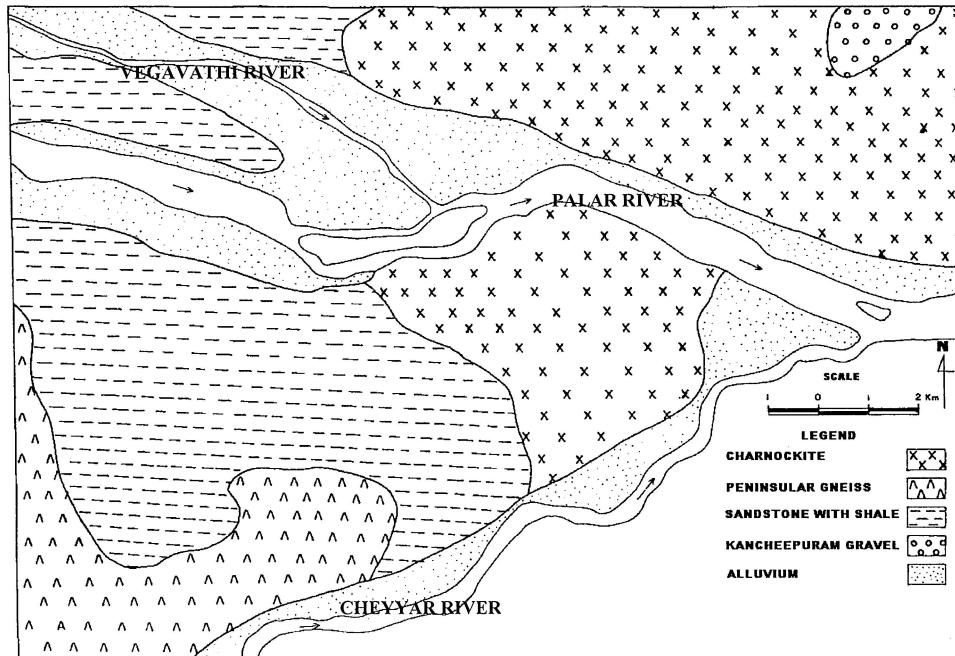 VEGAVATHI RIVER
PALAR RIVER
N
SCALE
1 0 1 2 Km
LEGEND
CHARNOCKITE
PENINSULAR GNEISS
SANDSTONE WITH SHALE
KANCHEEPURAM GRAVEL
ALLUVIUM
CHEYYAR RIVER